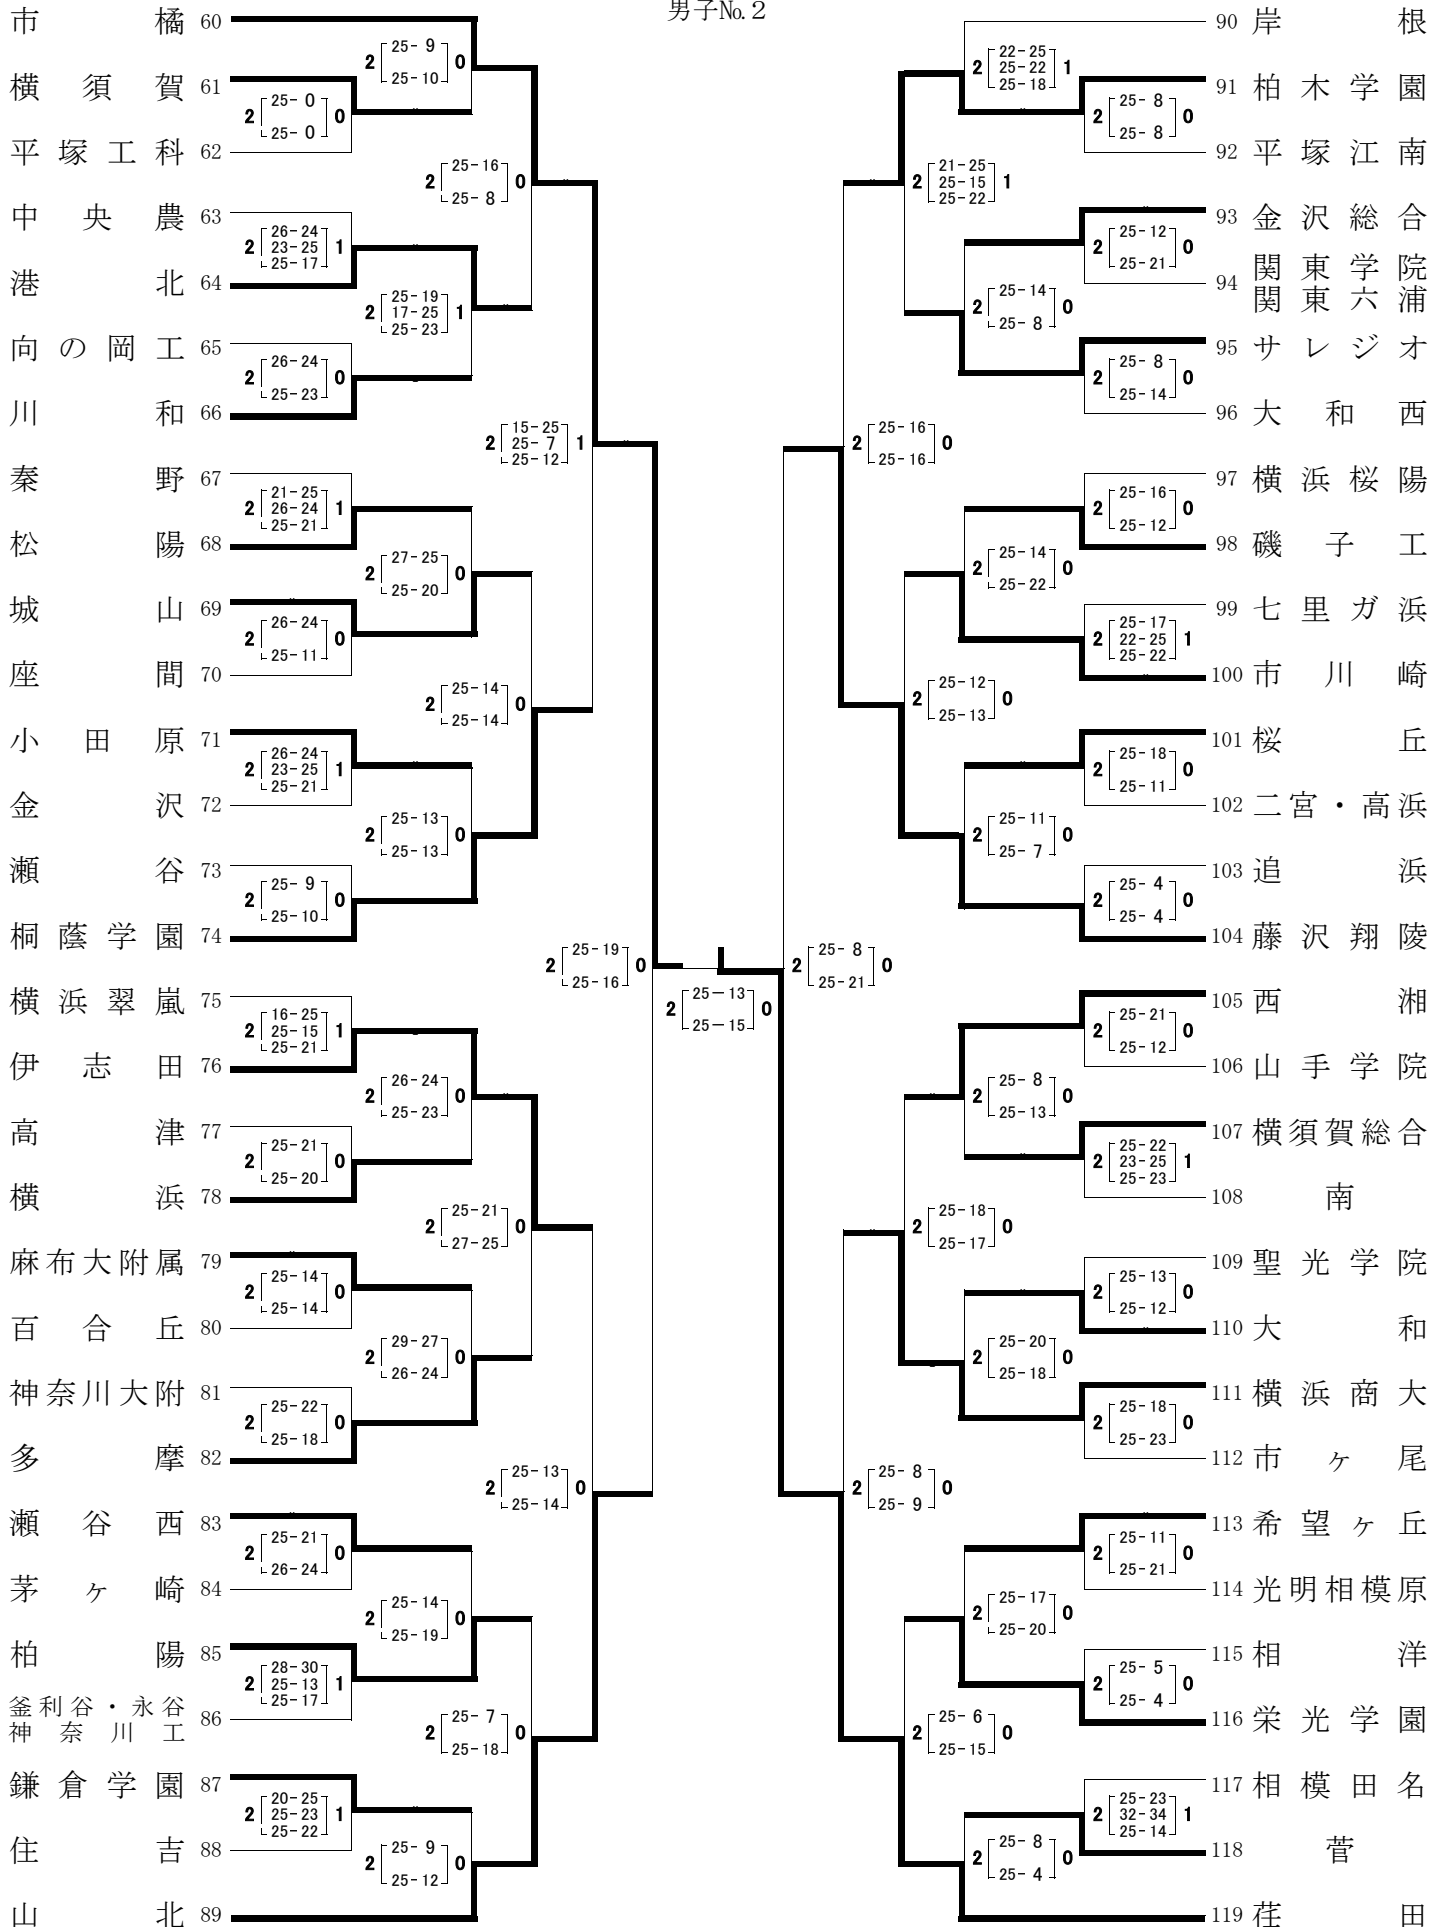 男子№２
市橘 60
2 25-9 25-10 0
横須賀 61
2 25-0 25-0 0
平塚工科 62
2 25-16 25-8 0
中央農 63
2 26-24 23-25 25-17 1
港北 64
2 25-19 17-25 25-23 1
向の岡工 65
2 26-24 25-23 0
川和 66
2 15-25 25-7 25-12 1
秦野 67
2 21-25 26-24 25-21 1
松陽 68
2 27-25 25-20 0
城山 69
2 26-24 25-11 0
座間 70
2 25-14 25-14 0
小田原 71
2 26-24 23-25 25-21 1
金沢 72
2 25-13 25-13 0
瀬谷 73
2 25-9 25-10 0
桐蔭学園 74
2 25-19 25-16 0
横浜翠嵐 75
2 16-25 25-15 25-21 1
伊志田 76
2 26-24 25-23 0
高津 77
2 25-21 25-20 0
横浜 78
2 25-21 27-25 0
麻布大附属 79
2 25-14 25-14 0
百合丘 80
2 29-27 26-24 0
神奈川大附 81
2 25-22 25-18 0
多摩 82
2 25-13 25-14 0
瀬谷西 83
2 25-21 26-24 0
茅ヶ崎 84
2 25-14 25-19 0
柏陽 85
2 28-30 25-13 25-17 1
釜利谷・永谷
神奈川工 86
2 25-7 25-18 0
鎌倉学園 87
2 20-25 25-23 25-22 1
住吉 88
2 25-9 25-12 0
山北 89
2 25-13 25-15 0
90 岸根
2 22-25 25-22 25-18 1
91 柏木学園
2 25-8 25-8 0
92 平塚江南
2 21-25 25-15 25-22 1
93 金沢総合
2 25-12 25-21 0
94 関東学院
関東六浦
2 25-14 25-8 0
95 サレジオ
2 25-8 25-14 0
96 大和西
2 25-16 25-16 0
97 横浜桜陽
2 25-16 25-12 0
98 磯子工
2 25-14 25-22 0
99 七里ガ浜
2 25-17 22-25 25-22 1
100 市川崎
2 25-12 25-13 0
101 桜丘
2 25-18 25-11 0
102 二宮・高浜
2 25-11 25-7 0
103 追浜
2 25-4 25-4 0
104 藤沢翔陵
2 25-8 25-21 0
105 西湘
2 25-21 25-12 0
106 山手学院
2 25-8 25-13 0
107 横須賀総合
2 25-22 23-25 25-23 1
108 南
2 25-18 25-17 0
109 聖光学院
2 25-13 25-12 0
110 大和
2 25-20 25-18 0
111 横浜商大
2 25-18 25-23 0
112 市ヶ尾
2 25-8 25-9 0
113 希望ヶ丘
2 25-11 25-21 0
114 光明相模原
2 25-17 25-20 0
115 相洋
2 25-5 25-4 0
116 栄光学園
2 25-6 25-15 0
117 相模田名
2 25-23 32-34 25-14 1
118 菅
2 25-8 25-4 0
119 荏田